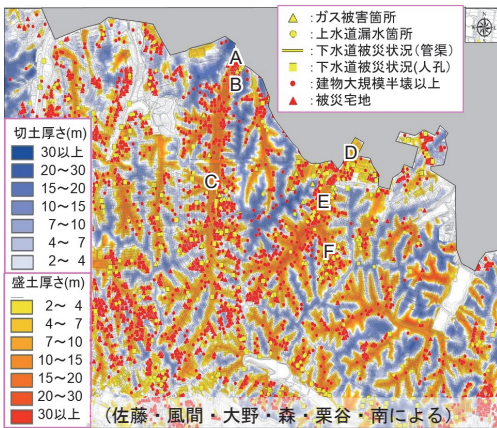 ：ガス被害箇所
：上水道漏水箇所
：下水道被災状況（管渠）
：下水道被災状況(人孔)
：建物大規模半壊以上
：被災宅地
A
B
C
D
E
F
切土厚さ(m)
30以上
20～30
15～20
10～15
7～10
4～ 7
2～ 4
盛土厚さ(m)
2～ 4
4～ 7
7～10
10～15
15～20
20～30
30以上
（佐藤・風間・大野・森・栗谷・南による）